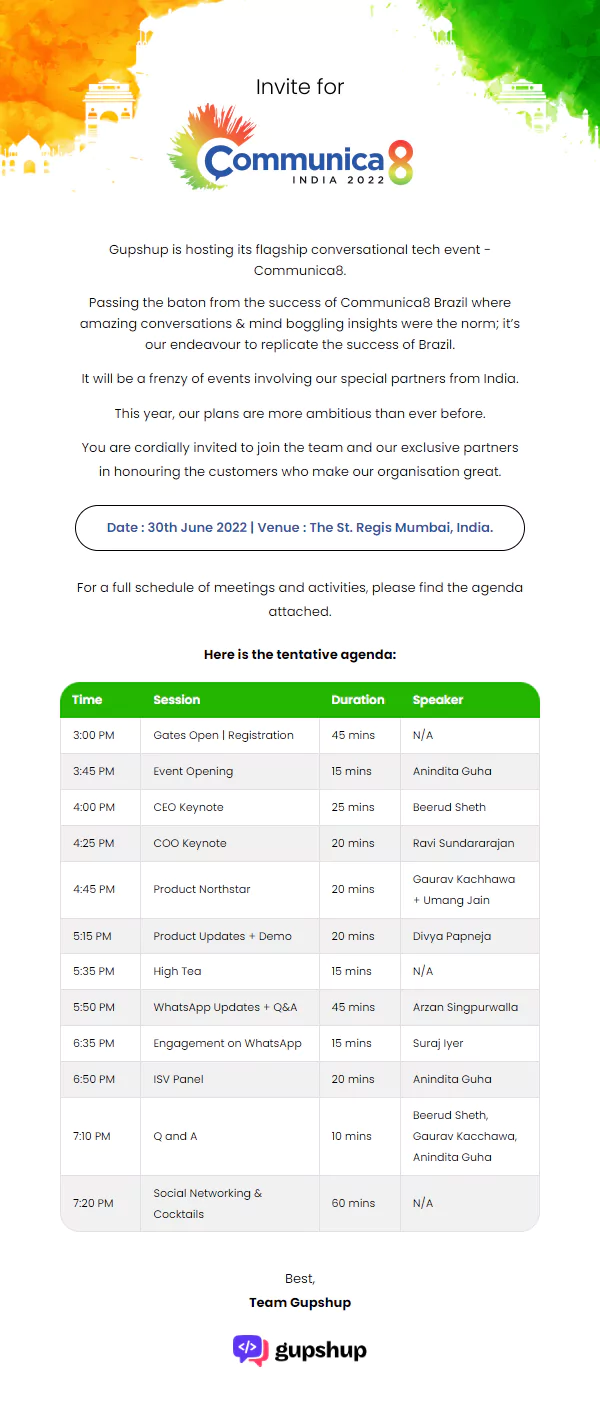 Invite for
Communica8
INDIA 2022
Gupshup is hosting its flagship conversational tech event -
Communica8.
Passing the baton from the success of Communica8 Brazil where
amazing conversations & mind boggling insights were the norm; it's
our endeavour to replicate the success of Brazil.
It will be a frenzy of events involving our special partners from India.
This year, our plans are more ambitious than ever before.
You are cordially invited to join the team and our exclusive partners
in honouring the customers who make our organisation great.
Date : 30th June 2022 | Venue : The St. Regis Mumbai, India.
For a full schedule of meetings and activities, please find the agenda
attached.
Here is the tentative agenda:
Time Session Duration Speaker
3:00 PM Gates Open | Registration 45 mins N/A
3:45 PM Event Opening 15 mins Anindita Guha
4:00 PM CEO Keynote 25 mins Beerud Sheth
4:25 PM COO Keynote 20 mins Ravi Sundararajan
4:45 PM Product Northstar 20 mins Gaurav Kachhawa
+ Umang Jain
5:15 PM Product Updates + Demo 20 mins Divya Papneja
5:35 PM High Tea 15 mins N/A
5:50 PM WhatsApp Updates + Q&A 45 mins Arzan Singpurwalla
6:35 PM Engagement on WhatsApp 15 mins Suraj Iyer
6:50 PM ISV Panel 20 mins Anindita Guha
7:10 PM Q and A 10 mins Beerud Sheth,
Gaurav Kacchawa,
Anindita Guha
7:20 PM Social Networking &
Cocktails 60 mins N/A
Best,
Team Gupshup
</> gupshup